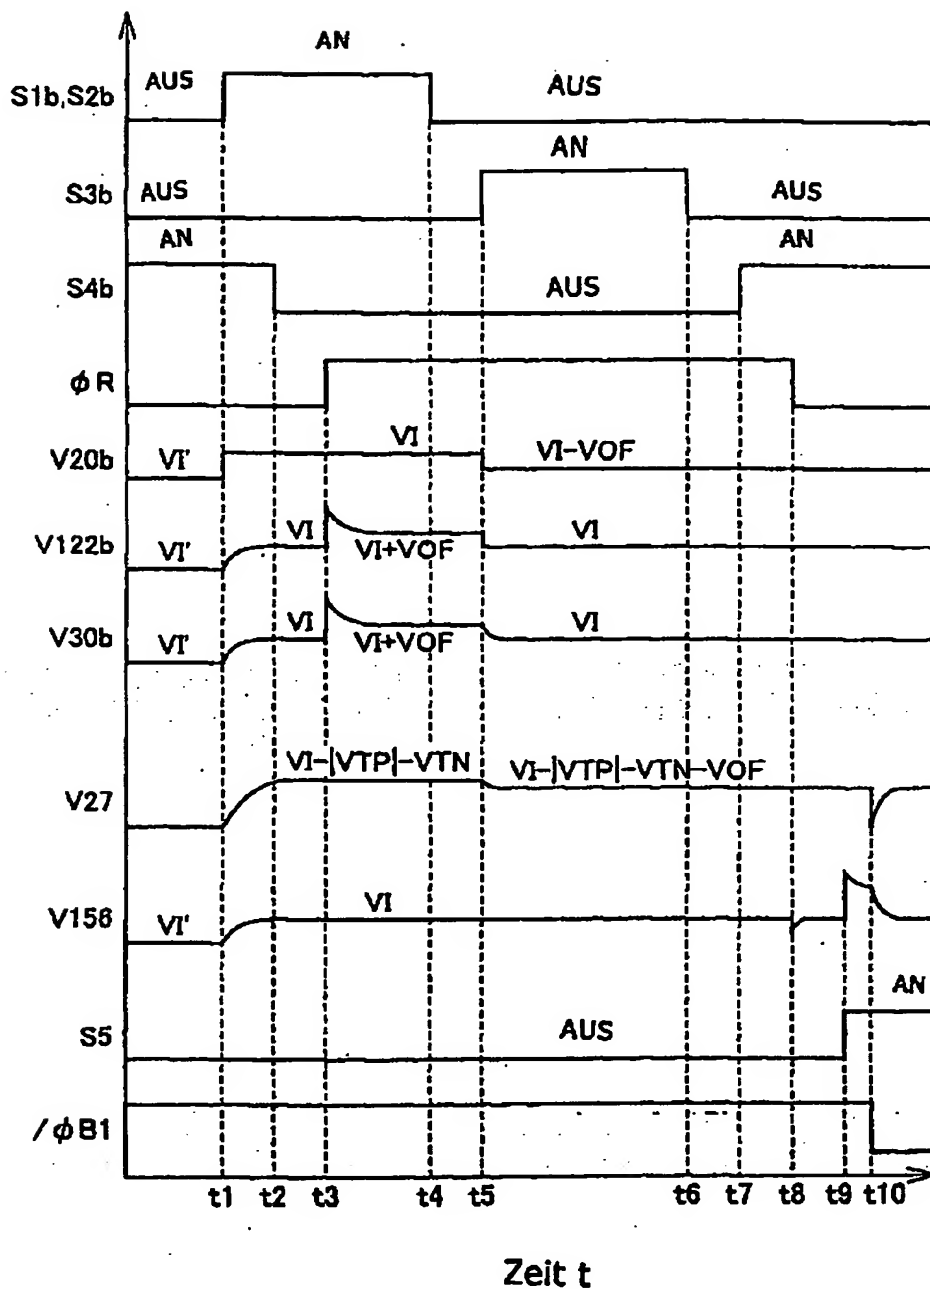 AN
S1b,S2b AUS AUS
AN
S3b AUS AUS
AN AN
S4b AUS
φR
V20b VI' VI VI-VOF
V122b VI' VI VI+VOF VI
V30b VI' VI VI+VOF VI
V27 VI-|VTP|-VTN VI-|VTP|-VTN-VOF
V156 VI' VI
AN
S5 AUS
/φB1
t1 t2 t3 t4 t5 t6 t7 t8 t9 t10
Zeit t